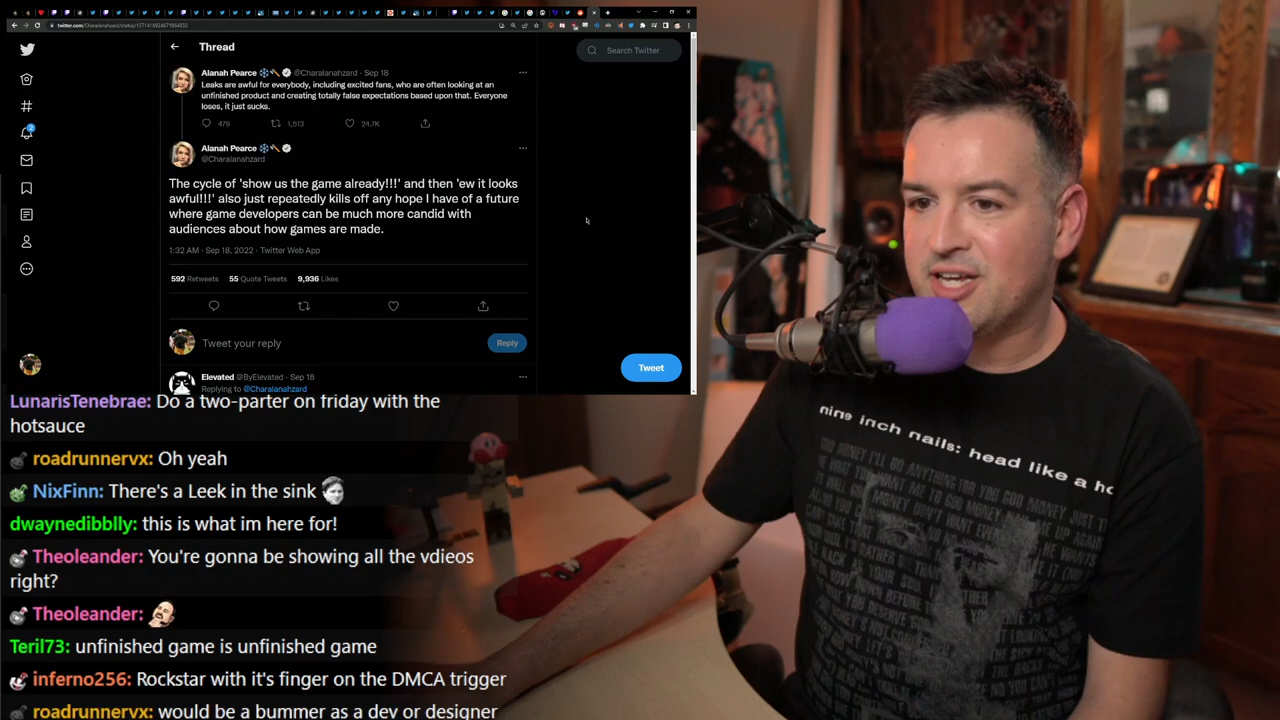 twitter.com/Charalanahzard/status/
Thread
Search Twitter
Alanah Pearce @Charalanahzard · Sep 18
Leaks are awful for everybody, including excited fans, who are often looking at an
unfinished product and creating totally false expectations based upon that. Everyone
loses, it just sucks.
479 1,513 24.7K
Alanah Pearce
@Charalanahzard
The cycle of 'show us the game already!!!' and then 'ew it looks
awful!!!' also just repeatedly kills off any hope I have of a future
where game developers can be much more candid with
audiences about how games are made.
1:32 AM · Sep 18, 2022 · Twitter Web App
592 Retweets 55 Quote Tweets 9,936 Likes
Tweet your reply
Reply
Tweet
Elevated @ByElevated · Sep 18
Replying to @Charalanahzard
LunarisTenebrae: Do a two-parter on friday with the
hotsauce
roadrunnervx: Oh yeah
NixFinn: There's a Leek in the sink
dwaynedibblly: this is what im here for!
Theoleander: You're gonna be showing all the vdieos
right?
Theoleander:
Teril73: unfinished game is unfinished game
inferno256: Rockstar with it's finger on the DMCA trigger
roadrunnervx: would be a bummer as a dev or designer
nine inch nails: head like a ho